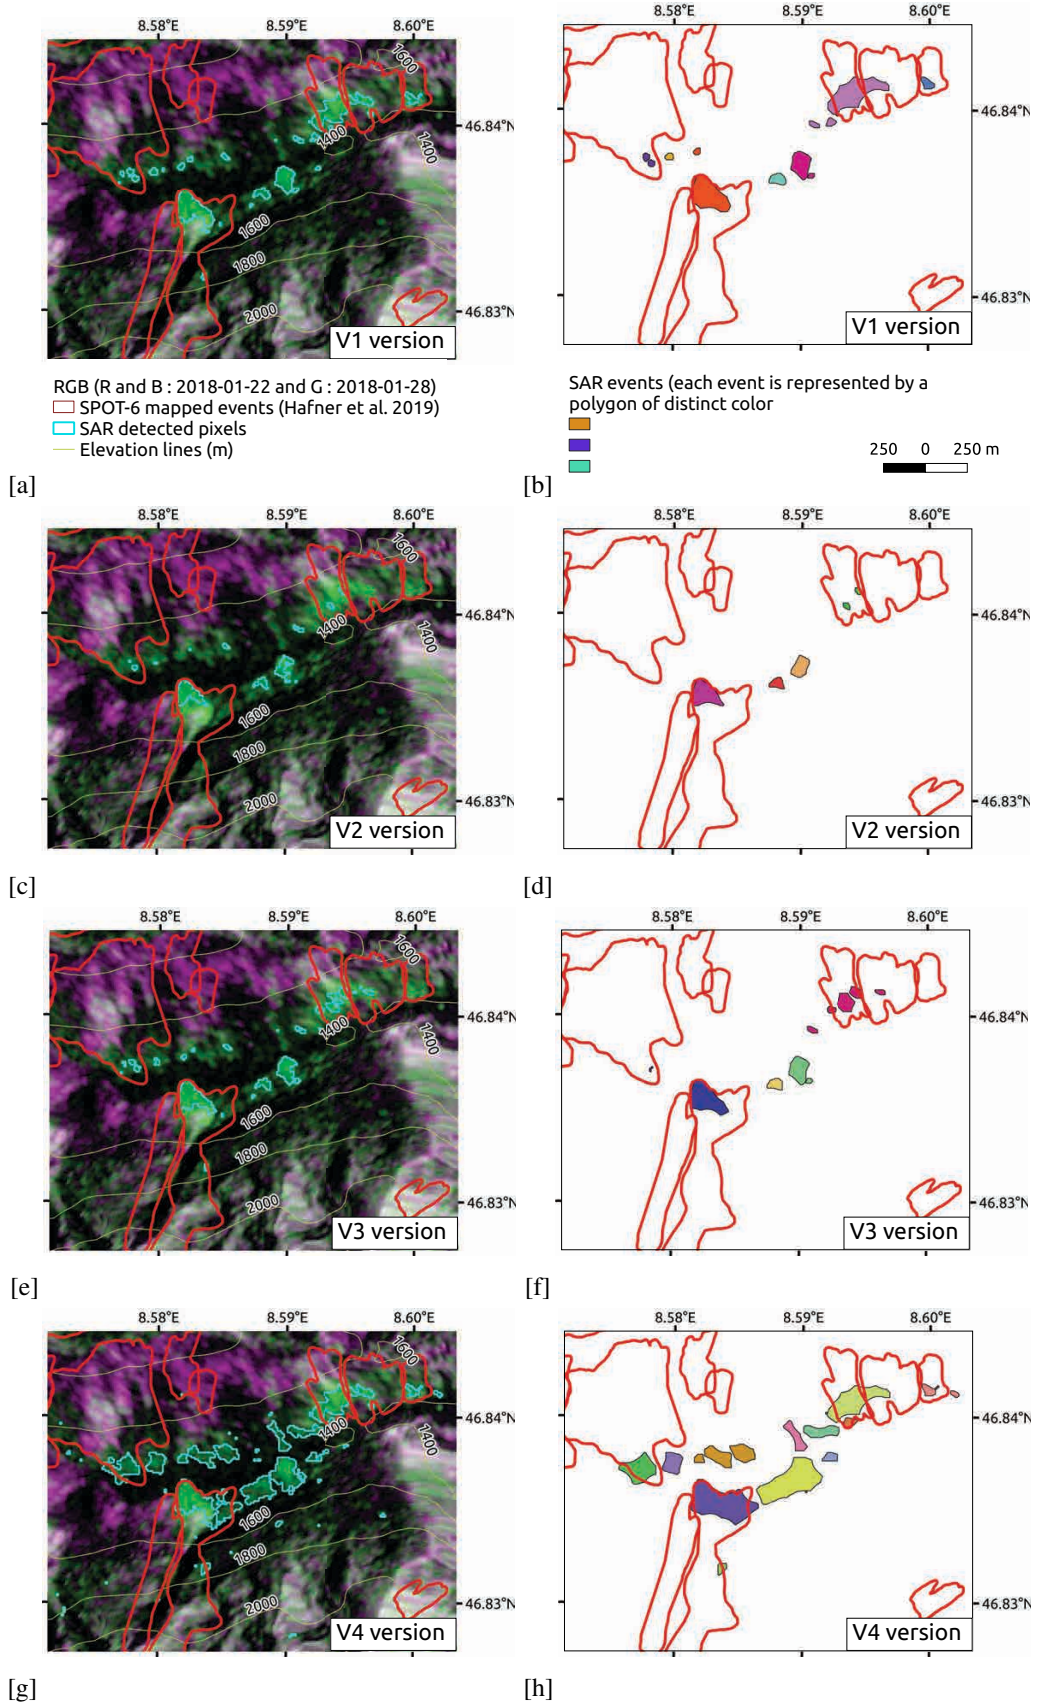 8.58°E 8.59°E 8.60°E
8.58°E 8.59°E 8.60°E
1600
1400
1400
46.84°N
46.84°N
1600
1800
2000
46.83°N
46.83°N
V1 version
V1 version
RGB (R and B : 2018-01-22 and G : 2018-01-28)
SPOT-6 mapped events (Hafner et al. 2019)
SAR detected pixels
Elevation lines (m)
SAR events (each event is represented by a
polygon of distinct color
250 0 250 m
[a]
[b]
8.58°E 8.59°E 8.60°E
8.58°E 8.59°E 8.60°E
1600
1400
1400
46.84°N
46.84°N
1600
1800
2000
46.83°N
46.83°N
V2 version
V2 version
[c]
[d]
8.58°E 8.59°E 8.60°E
8.58°E 8.59°E 8.60°E
1600
1400
1400
46.84°N
46.84°N
1600
1800
2000
46.83°N
46.83°N
V3 version
V3 version
[e]
[f]
8.58°E 8.59°E 8.60°E
8.58°E 8.59°E 8.60°E
1600
1400
1400
46.84°N
46.84°N
1600
1800
2000
46.83°N
46.83°N
V4 version
V4 version
[g]
[h]